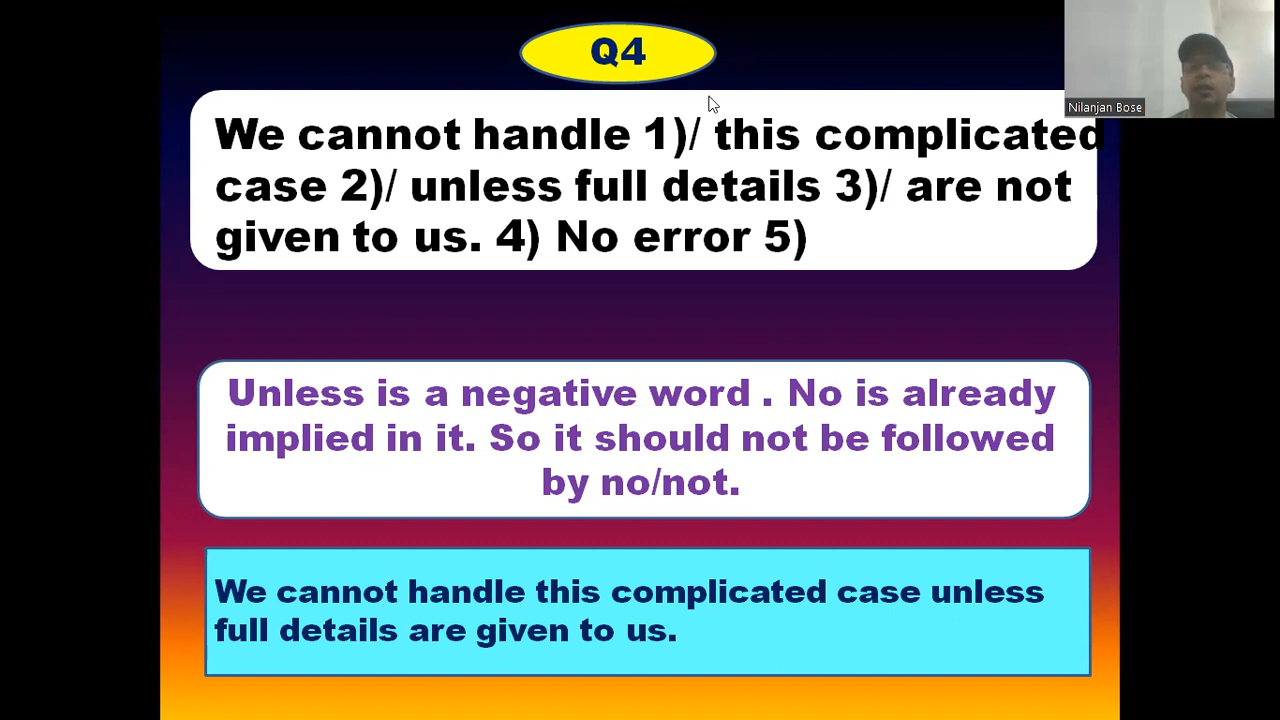 Q4
Nilanjan Bose
We cannot handle 1)/ this complicated
case 2)/ unless full details 3)/ are not
given to us. 4) No error 5)
Unless is a negative word . No is already
implied in it. So it should not be followed
by no/not.
We cannot handle this complicated case unless
full details are given to us.